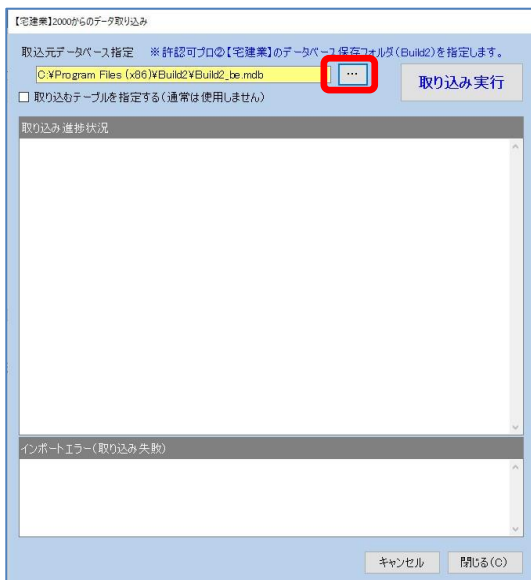 【宅建業】2000からのデータ取り込み
取込元データベース指定 ※許認可プロ②【宅建業】のデータベース保存フォルダ(Build2)を指定します。
C:¥Program Files (x86)¥Build2¥Build2_be.mdb ... 取り込み実行
取り込むテーブルを指定する(通常は使用しません)
取り込み進捗状況
インポートエラー(取り込み失敗)
キャンセル 閉じる(C)